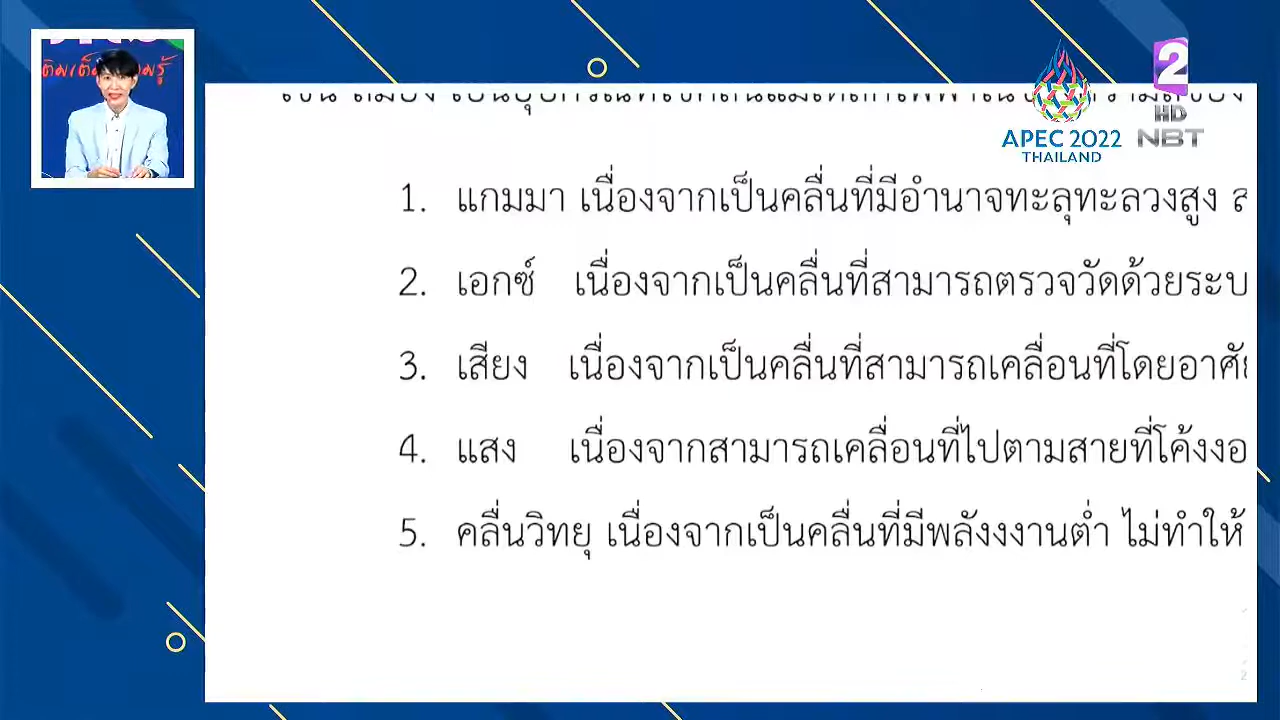 ติมเต็ม
มรู้
2
HD
NBT
APEC 2022
THAILAND
1. แกมมา เนื่องจากเป็นคลื่นที่มีอำนาจทะลุทะลวงสูง ส
2. เอกซ์ เนื่องจากเป็นคลื่นที่สามารถตรวจวัดด้วยระบ
3. เสียง เนื่องจากเป็นคลื่นที่สามารถเคลื่อนที่โดยอาศั
4. แสง เนื่องจากสามารถเคลื่อนที่ไปตามสายที่โค้งงอ
5. คลื่นวิทยุ เนื่องจากเป็นคลื่นที่มีพลังงงานต่ำ ไม่ทำให้